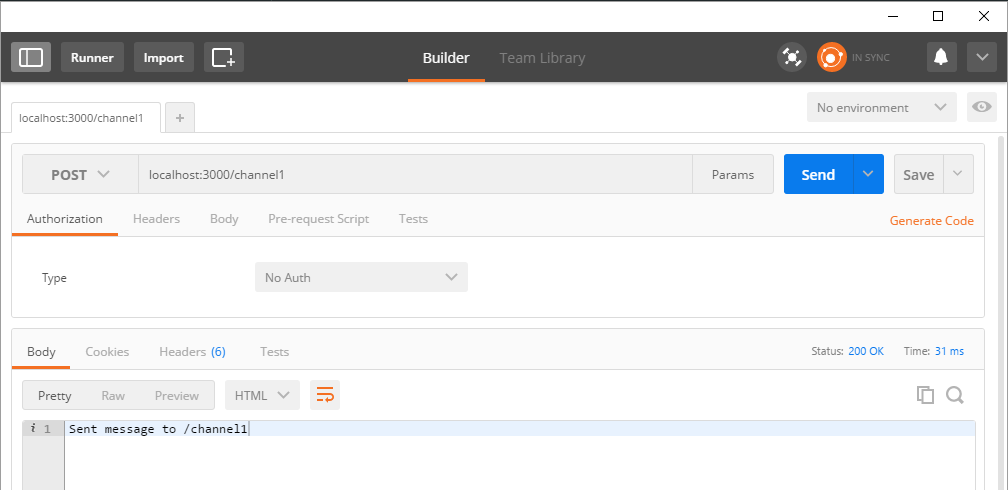 Runner Import Builder Team Library IN SYNC
localhost:3000/channel1 + No environment
POST localhost:3000/channel1 Params Send Save
Authorization Headers Body Pre-request Script Tests Generate Code
Type No Auth
Body Cookies Headers (6) Tests Status: 200 OK Time: 31 ms
Pretty Raw Preview HTML
i 1 Sent message to /channel1